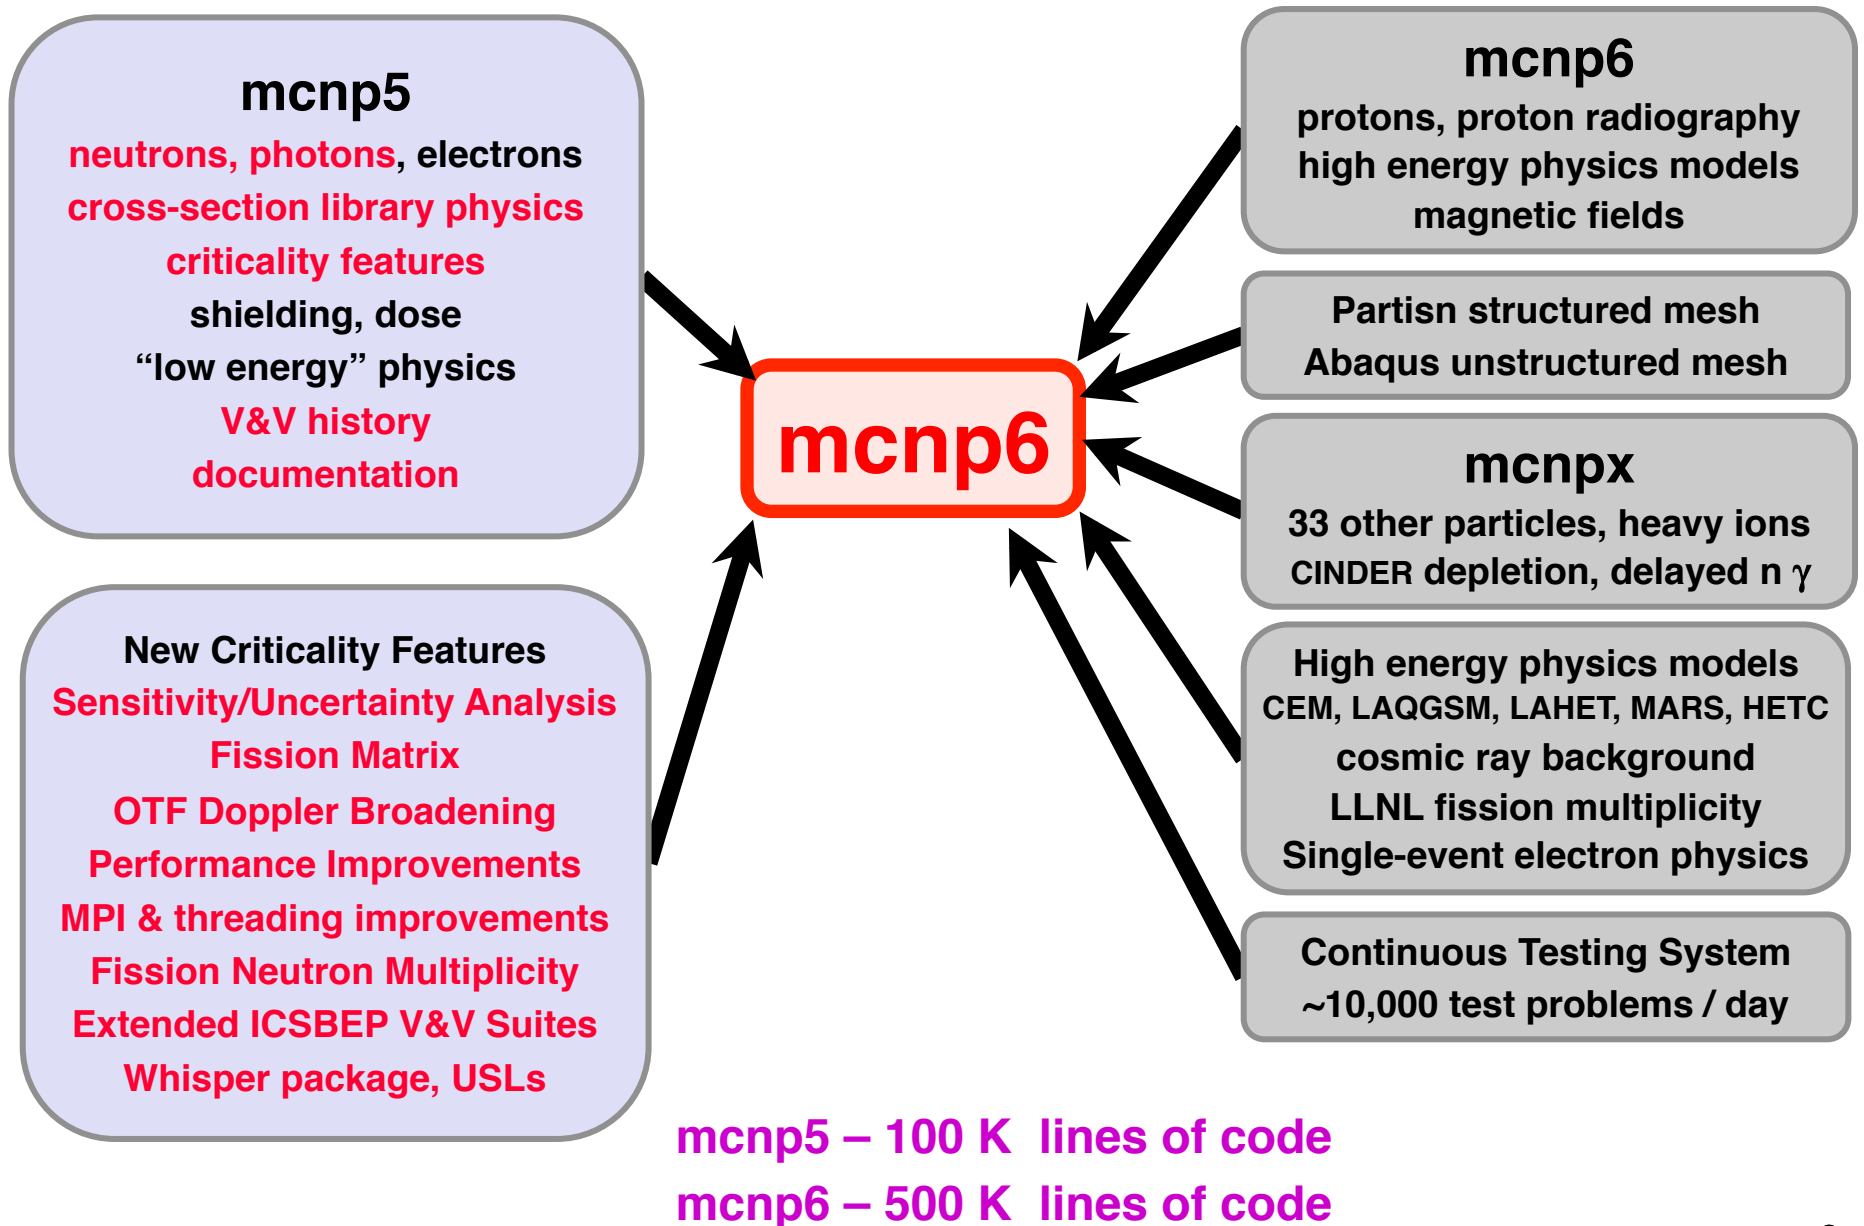 mcnp5
neutrons, photons, electrons
cross-section library physics
criticality features
shielding, dose
“low energy” physics
V&V history
documentation
New Criticality Features
Sensitivity/Uncertainty Analysis
Fission Matrix
OTF Doppler Broadening
Performance Improvements
MPI & threading improvements
Fission Neutron Multiplicity
Extended ICSBEP V&V Suites
Whisper package, USLs
mcnp6
mcnp6
protons, proton radiography
high energy physics models
magnetic fields
Partisn structured mesh
Abaqus unstructured mesh
mcnpx
33 other particles, heavy ions
CINDER depletion, delayed n γ
High energy physics models
CEM, LAQGSM, LAHET, MARS, HETC
cosmic ray background
LLNL fission multiplicity
Single-event electron physics
Continuous Testing System
~10,000 test problems / day
mcnp5 – 100 K lines of code
mcnp6 – 500 K lines of code